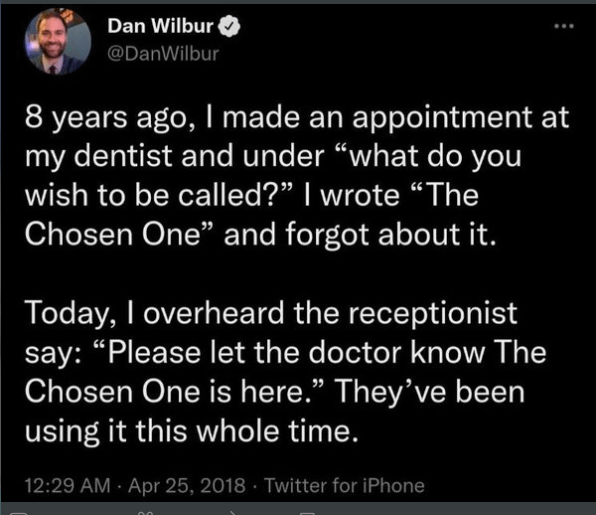 Dan Wilbur
@DanWilbur
8 years ago, I made an appointment at
my dentist and under “what do you
wish to be called?” I wrote “The
Chosen One” and forgot about it.
Today, I overheard the receptionist
say: “Please let the doctor know The
Chosen One is here.” They’ve been
using it this whole time.
12:29 AM · Apr 25, 2018 · Twitter for iPhone